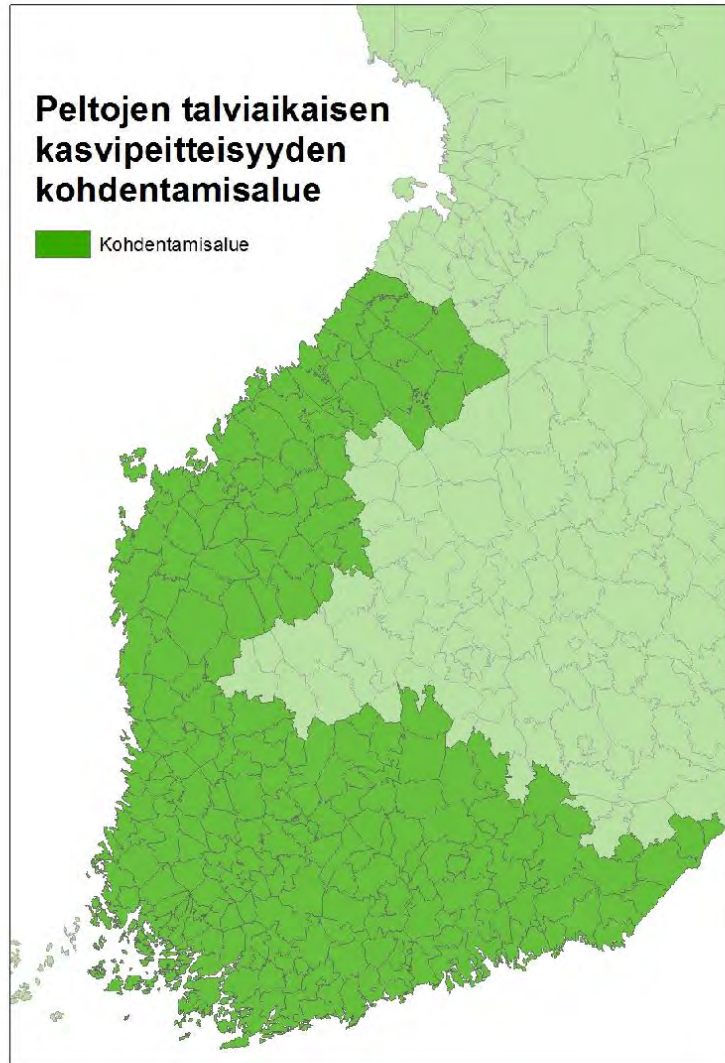 Peltojen talviaikaisen
kasvipeitteisyyden
kohdentamisalue
Kohdentamisalue